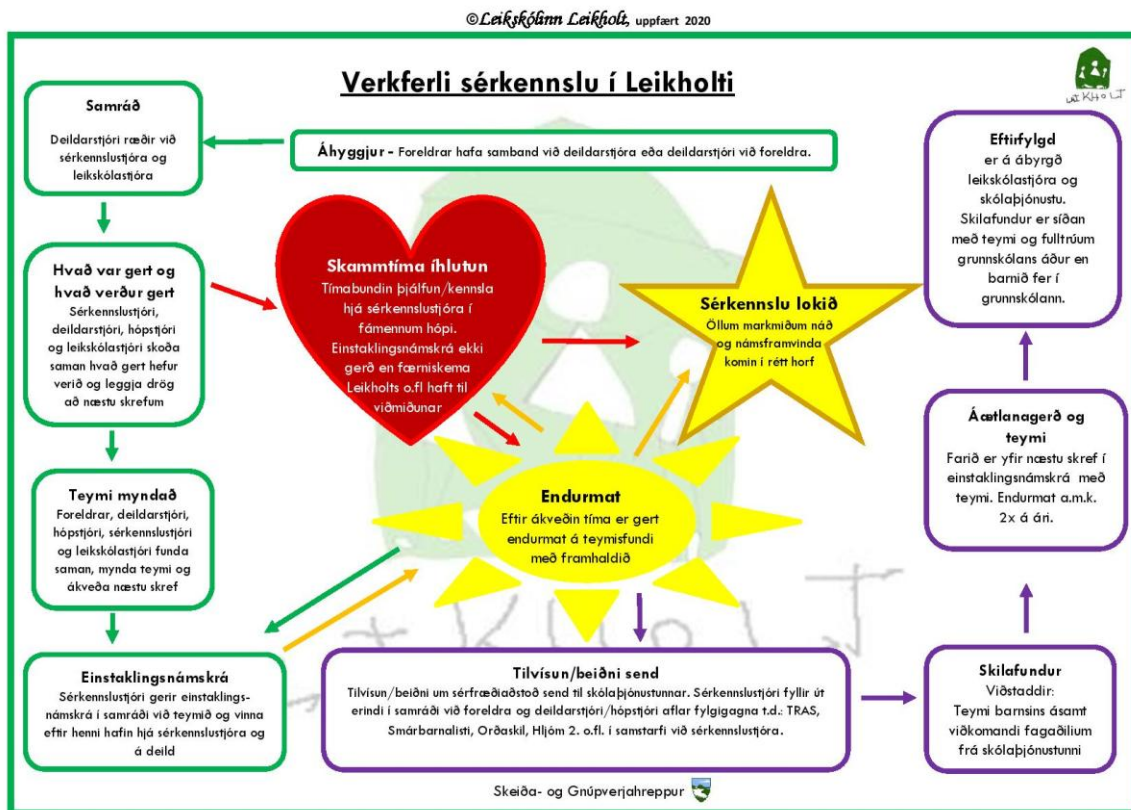 ©Leikskólinn Leikholt, uppfært 2020
Verkferli sérkennslu í Leikholti
LEIKHOLT
Áhyggjur - Foreldrar hafa samband við deildarstjóra eða deildarstjóri við foreldra.
Samráð
Deildarstjóri ræðir við
sérkennslustjóra og
leikskólastjóra
Hvað var gert og
hvað verður gert
Sérkennslustjóri,
deildarstjóri, hópstjóri
og leikskólastjóri skoða
saman hvað gert hefur
verið og leggja drög
að næstu skrefum
Teymi myndað
Foreldrar, deildarstjóri,
hópstjóri, sérkennslustjóri
og leikskólastjóri funda
saman, mynda teymi og
ákveða næstu skref
Einstaklingsnámskrá
Sérkennslustjóri gerir einstaklings-
námskrá í samráði við teymið og vinna
eftir henni hafin hjá sérkennslustjóra og
á deild
Skammtíma íhlutun
Tímabundin þjálfun/kennsla
hjá sérkennslustjóra í
fámennum hópi.
Einstaklingsnámskrá ekki
gerð en færniskema
Leikholts o.fl haft til
viðmiðunar
Sérkennslu lokið
Öllum markmiðum náð
og námsframvinda
komin í rétt horf
Endurmat
Eftir ákveðin tíma er gert
endurmat á teymisfundi
með framhaldið
Tilvísun/beiðni send
Tilvísun/beiðni um sérfræðiaðstoð send til skólaþjónustunnar. Sérkennslustjóri fyllir út
erindi í samráði við foreldra og deildarstjóri/hópstjóri aflar fylgigagna t.d.: TRAS,
Smárbarnalisti, Orðaskil, Hljóm 2. o.fl. í samstarfi við sérkennslustjóra.
Skilafundur
Viðstaddir:
Teymi barnsins ásamt
viðkomandi fagaðilium
frá skólaþjónustunni
Áætlanagerð og
teymi
Farið er yfir næstu skref í
einstaklingsnámskrá með
teymi. Endurmat a.m.k.
2x á ári.
Eftirfylgd
er á ábyrgð
leikskólastjóra og
skólaþjónustu.
Skilafundur er síðan
með teymi og fulltrúum
grunnskólans áður en
barnið fer í
grunnskólann.
Skeiða- og Gnúpverjahreppur